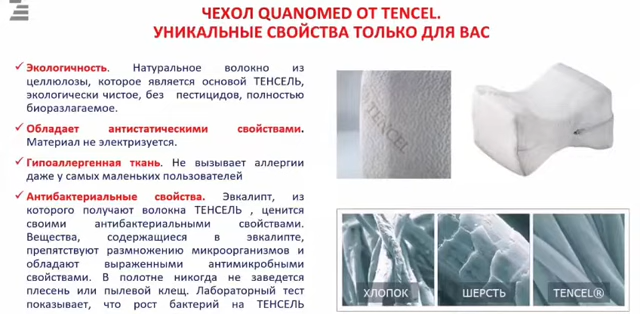 ЧЕХОЛ QUANOMED ОТ TENCEL.
УНИКАЛЬНЫЕ СВОЙСТВА ТОЛЬКО ДЛЯ ВАС
Экологичность. Натуральное волокно из
целлюлозы, которое является основой ТЕНСЕЛЬ,
экологически чистое, без пестицидов, полностью
биоразлагаемое.
Обладает антистатическими свойствами.
Материал не электризуется.
Гипоаллергенная ткань. Не вызывает аллергии
даже у самых маленьких пользователей
Антибактериальные свойства. Эвкалипт, из
которого получают волокна ТЕНСЕЛЬ , ценится
своими антибактериальными свойствами.
Вещества, содержащиеся в эвкалипте,
препятствуют размножению микроорганизмов и
обладают выраженными антимикробными
свойствами. В полотне никогда не заведется
плесень или пылевой клещ. Лабораторный тест
показывает, что рост бактерий на ТЕНСЕЛЬ
TENCEL
ХЛОПОК
ШЕРСТЬ
TENCEL®